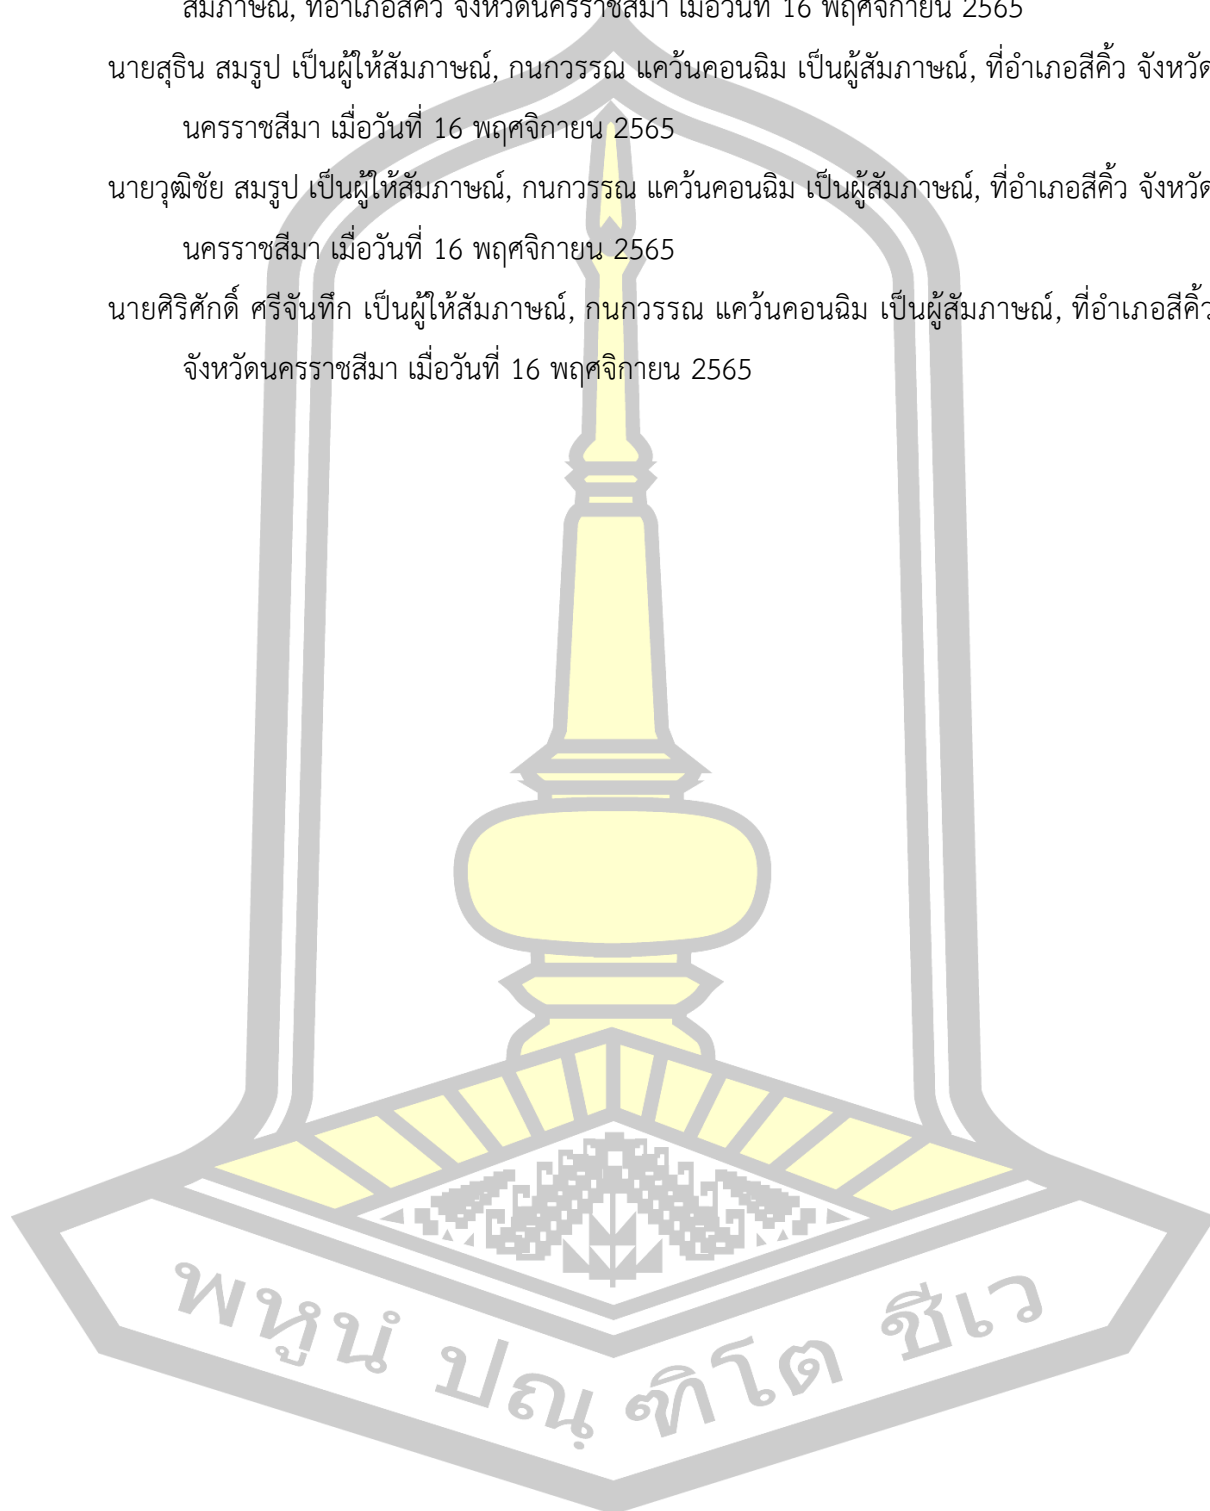 สัมภาษณ์, ที่อำเภอสีคิ้ว จังหวัดนครราชสีมา เมื่อวันที่ 16 พฤศจิกายน 2565
นายสุธิน สมรูป เป็นผู้ให้สัมภาษณ์, กนกวรรณ แคว้นคอนฉิม เป็นผู้สัมภาษณ์, ที่อำเภอสีคิ้ว จังหวัด
นครราชสีมา เมื่อวันที่ 16 พฤศจิกายน 2565
นายวุฒิชัย สมรูป เป็นผู้ให้สัมภาษณ์, กนกวรรณ แคว้นคอนฉิม เป็นผู้สัมภาษณ์, ที่อำเภอสีคิ้ว จังหวัด
นครราชสีมา เมื่อวันที่ 16 พฤศจิกายน 2565
นายศิริศักดิ์ ศรีจันทึก เป็นผู้ให้สัมภาษณ์, กนกวรรณ แคว้นคอนฉิม เป็นผู้สัมภาษณ์, ที่อำเภอสีคิ้ว
จังหวัดนครราชสีมา เมื่อวันที่ 16 พฤศจิกายน 2565
พหูนํ ปณฺ ฑิโต ชีเว